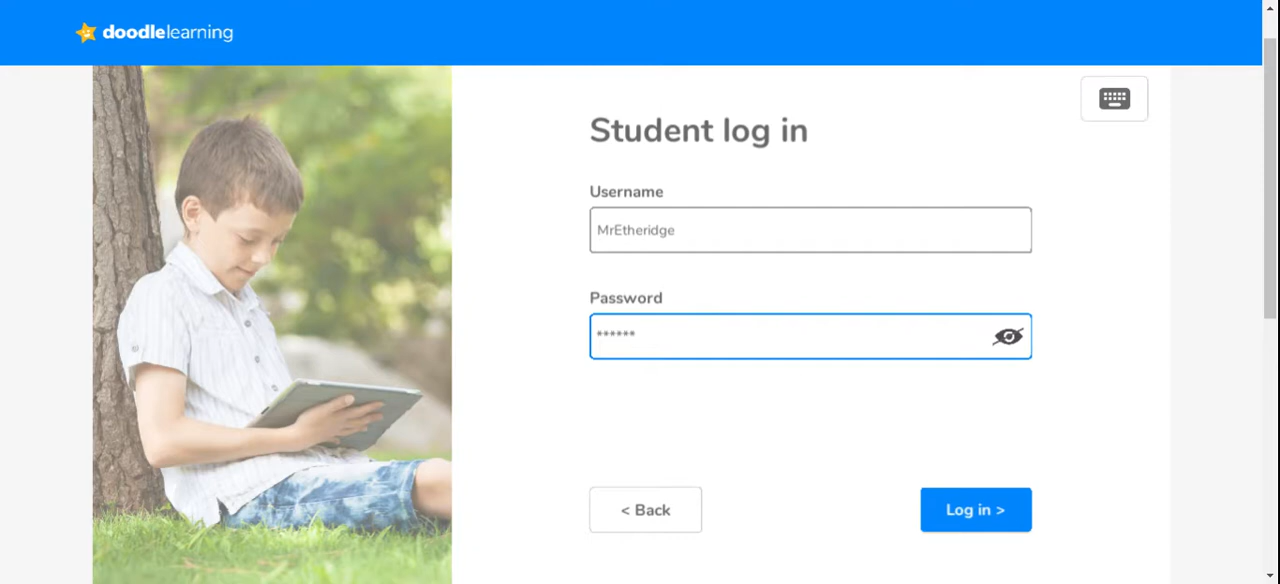 doodlelearning
Student log in
Username
MrEtheridge
Password
******
< Back
Log in >